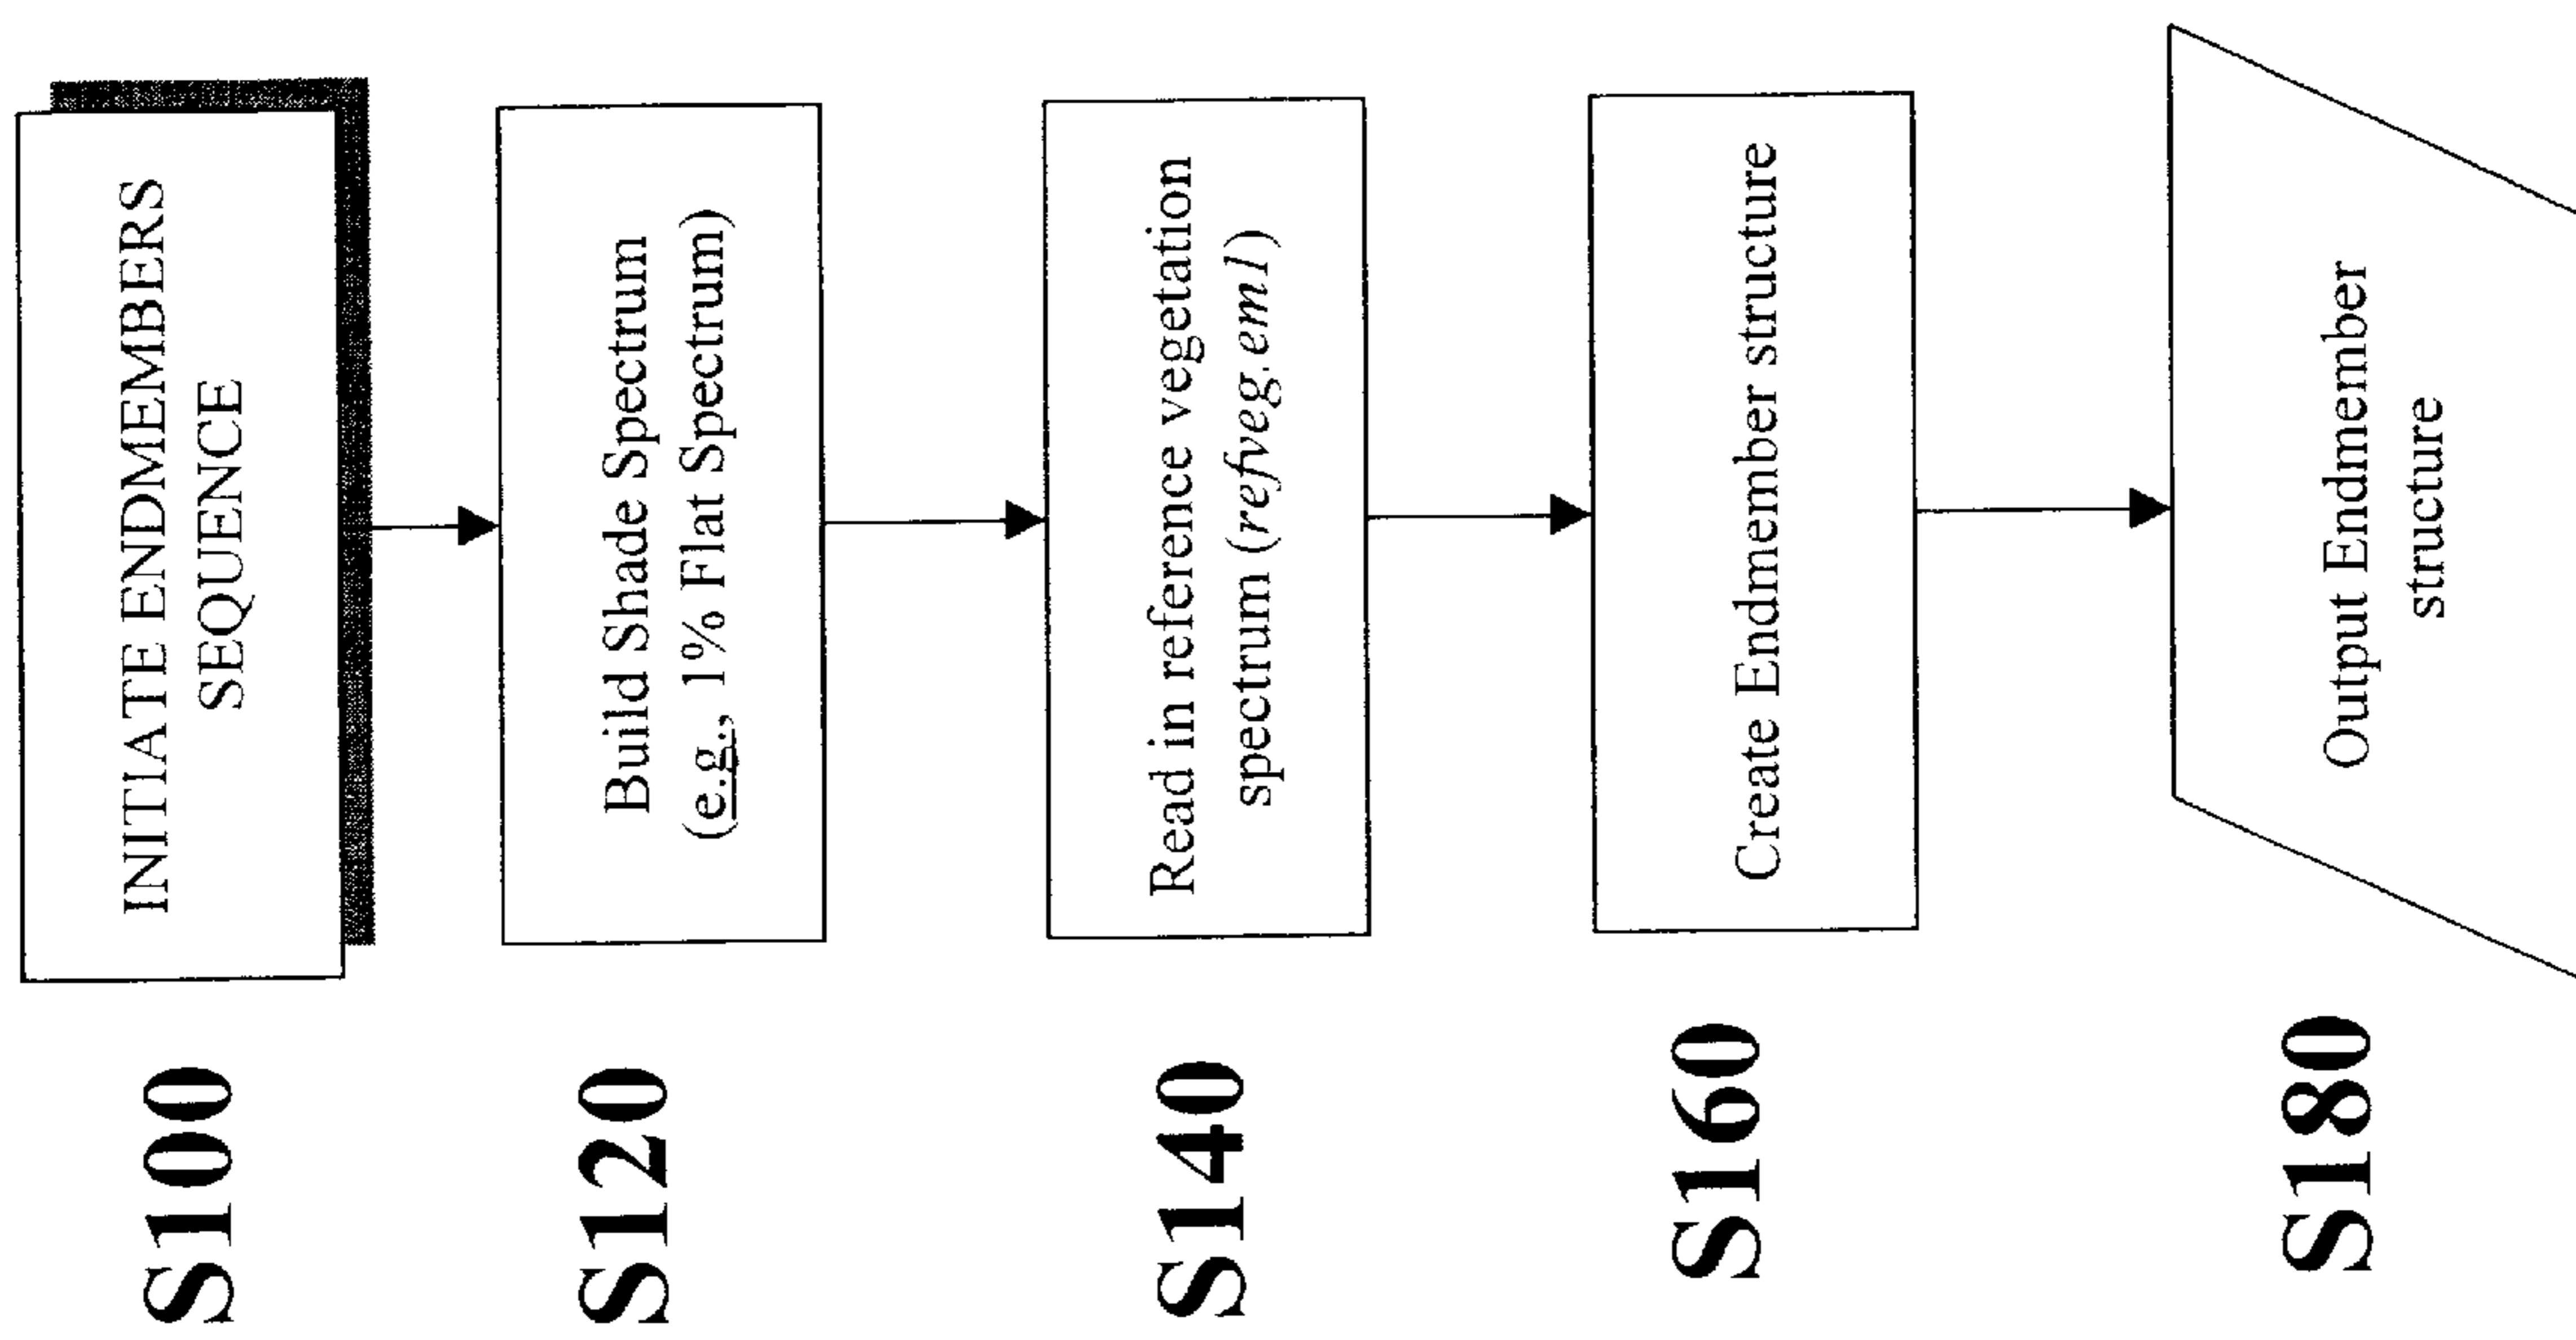 S100
INITIATE ENDMEMBERS
SEQUENCE
S120
Build Shade Spectrum
(e.g., 1% Flat Spectrum)
S140
Read in reference vegetation
spectrum (refveg.em1)
S160
Create Endmember structure
S180
Output Endmember
structure